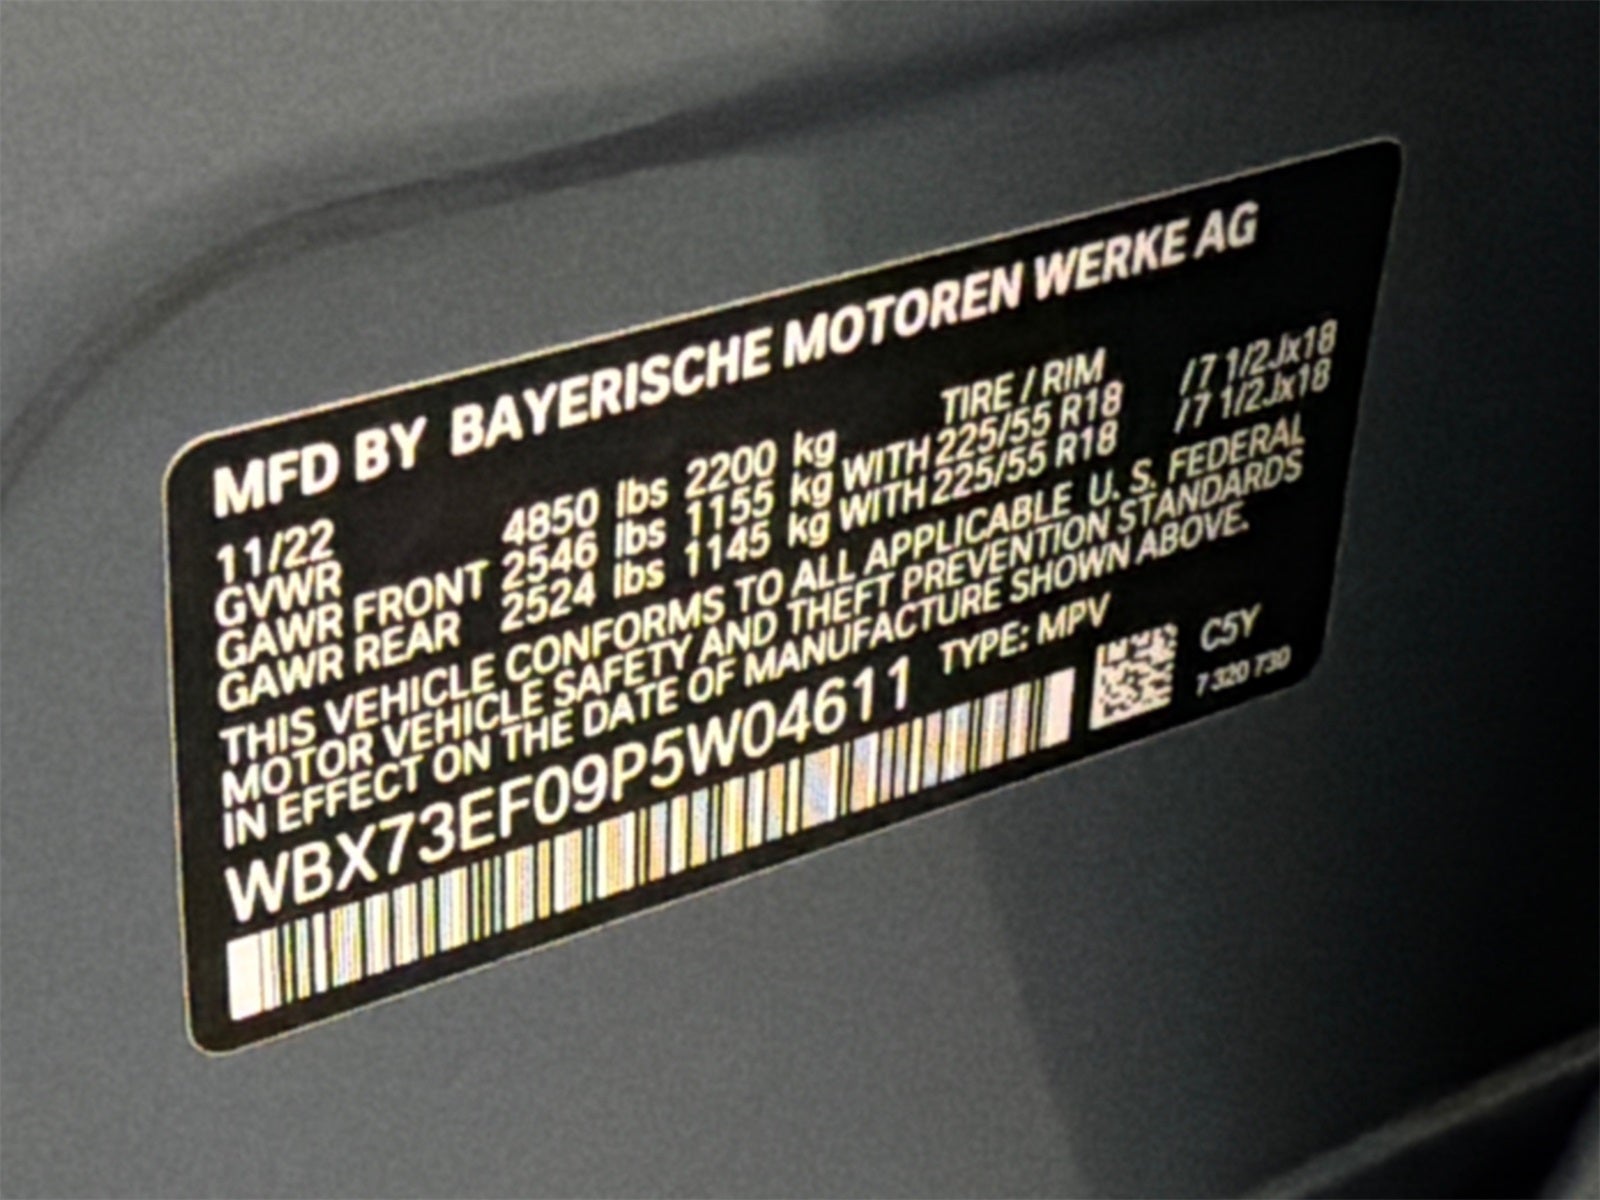 MFD BY BAYERISCHE MOTOREN WERKE AG
11/22 TIRE / RIM
GVWR 4850 lbs 2200 kg
GAWR FRONT 2546 lbs 1155 kg WITH 225/55 R18 / 7 1/2Jx18
GAWR REAR 2524 lbs 1145 kg WITH 225/55 R18 / 7 1/2Jx18
THIS VEHICLE CONFORMS TO ALL APPLICABLE U. S. FEDERAL
MOTOR VEHICLE SAFETY AND THEFT PREVENTION STANDARDS
IN EFFECT ON THE DATE OF MANUFACTURE SHOWN ABOVE.
WBX73EF09P5W04611 TYPE: MPV
C5Y
7 320 730